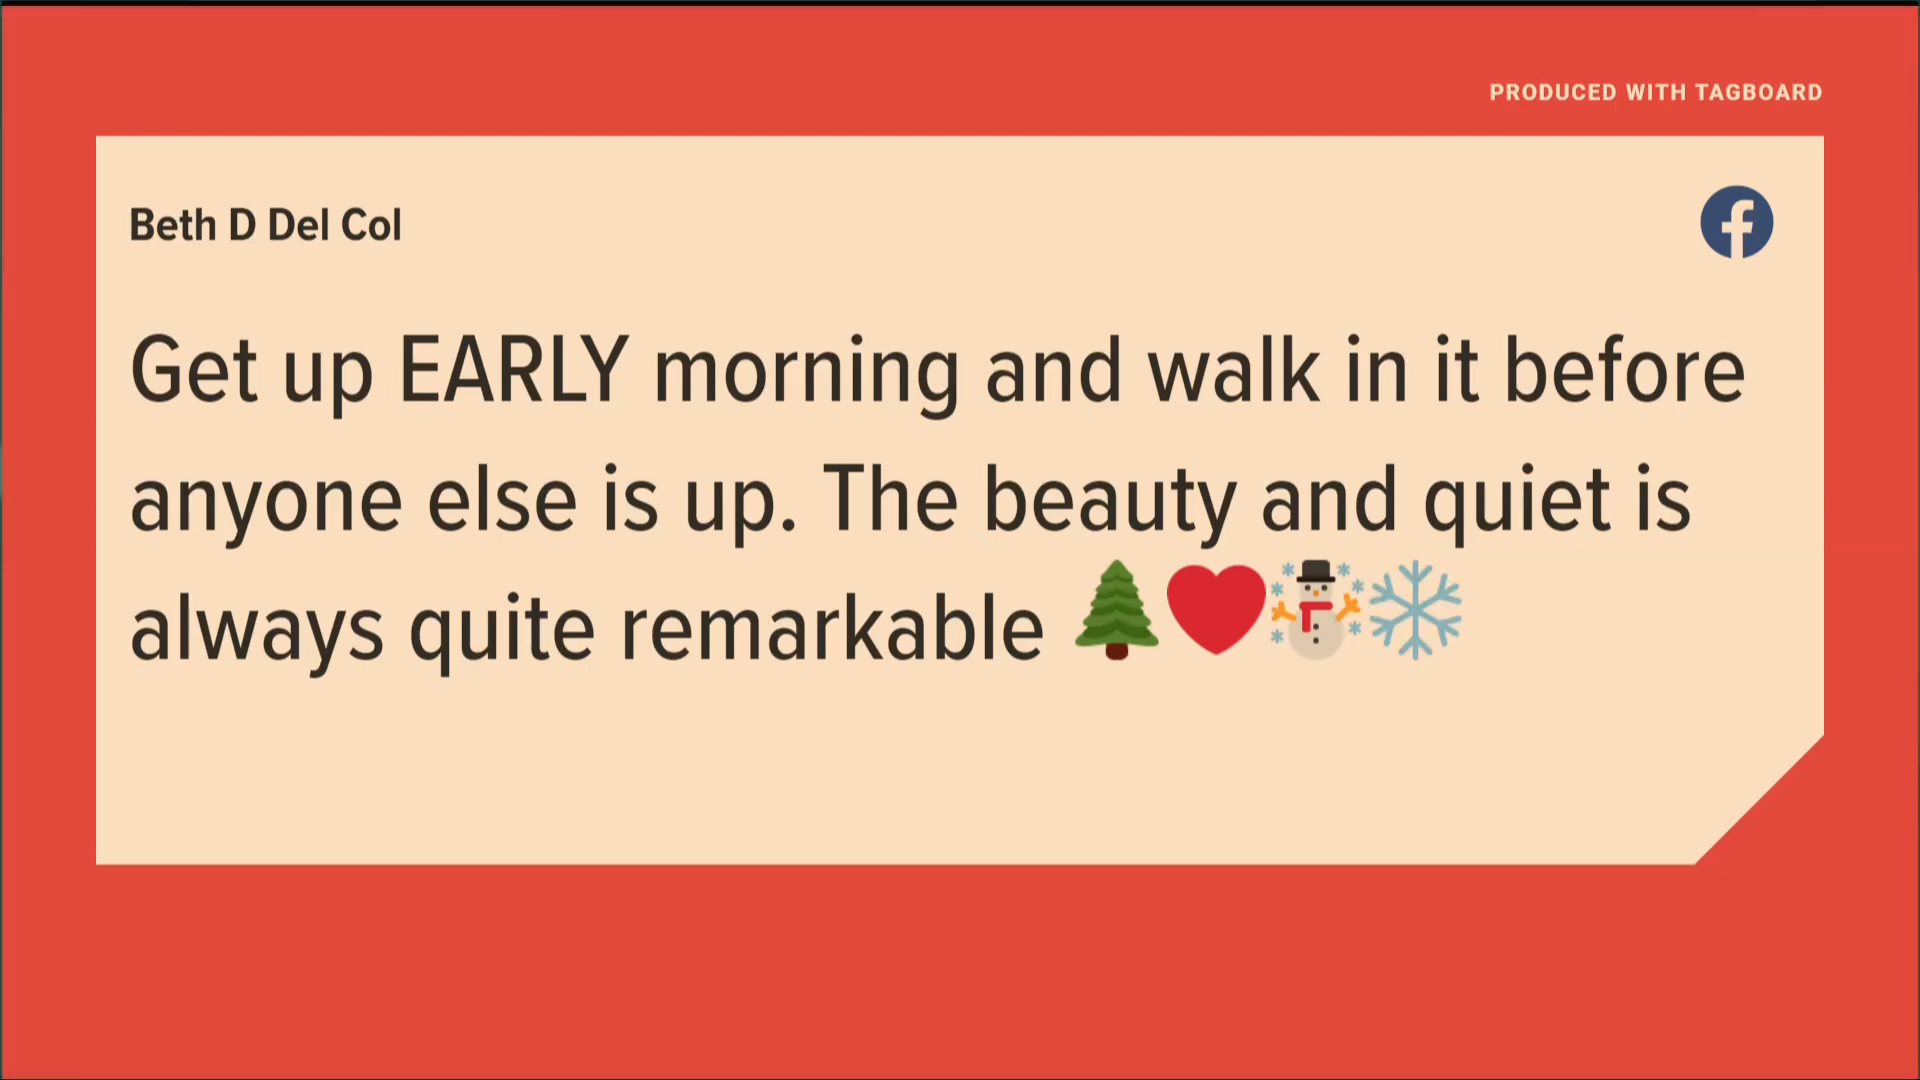 PRODUCED WITH TAGBOARD
Beth D Del Col
Get up EARLY morning and walk in it before
anyone else is up. The beauty and quiet is
always quite remarkable 🌲❤️☃️❄️